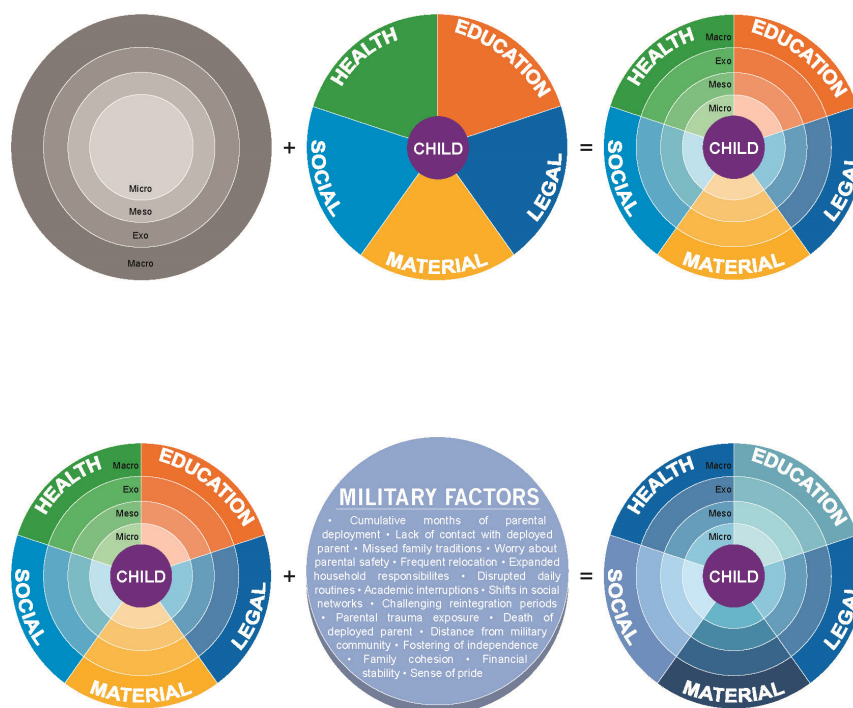 Micro
Meso
Exo
Macro
+
HEALTH
EDUCATION
SOCIAL
CHILD
LEGAL
MATERIAL
=
HEALTH
EDUCATION
Macro
Exo
Meso
Micro
SOCIAL
CHILD
LEGAL
MATERIAL
HEALTH
EDUCATION
Macro
Exo
Meso
Micro
SOCIAL
CHILD
LEGAL
MATERIAL
+
MILITARY FACTORS
• Cumulative months of parental
deployment • Lack of contact with deployed
parent • Missed family traditions • Worry about
parental safety • Frequent relocation • Expanded
household responsibilites • Disrupted daily
routines • Academic interruptions • Shifts in social
networks • Challenging reintegration periods
• Parental trauma exposure • Death of
deployed parent • Distance from military
community • Fostering of independence
• Family cohesion • Financial
stability • Sense of pride
=
HEALTH
EDUCATION
Macro
Exo
Meso
Micro
SOCIAL
CHILD
LEGAL
MATERIAL